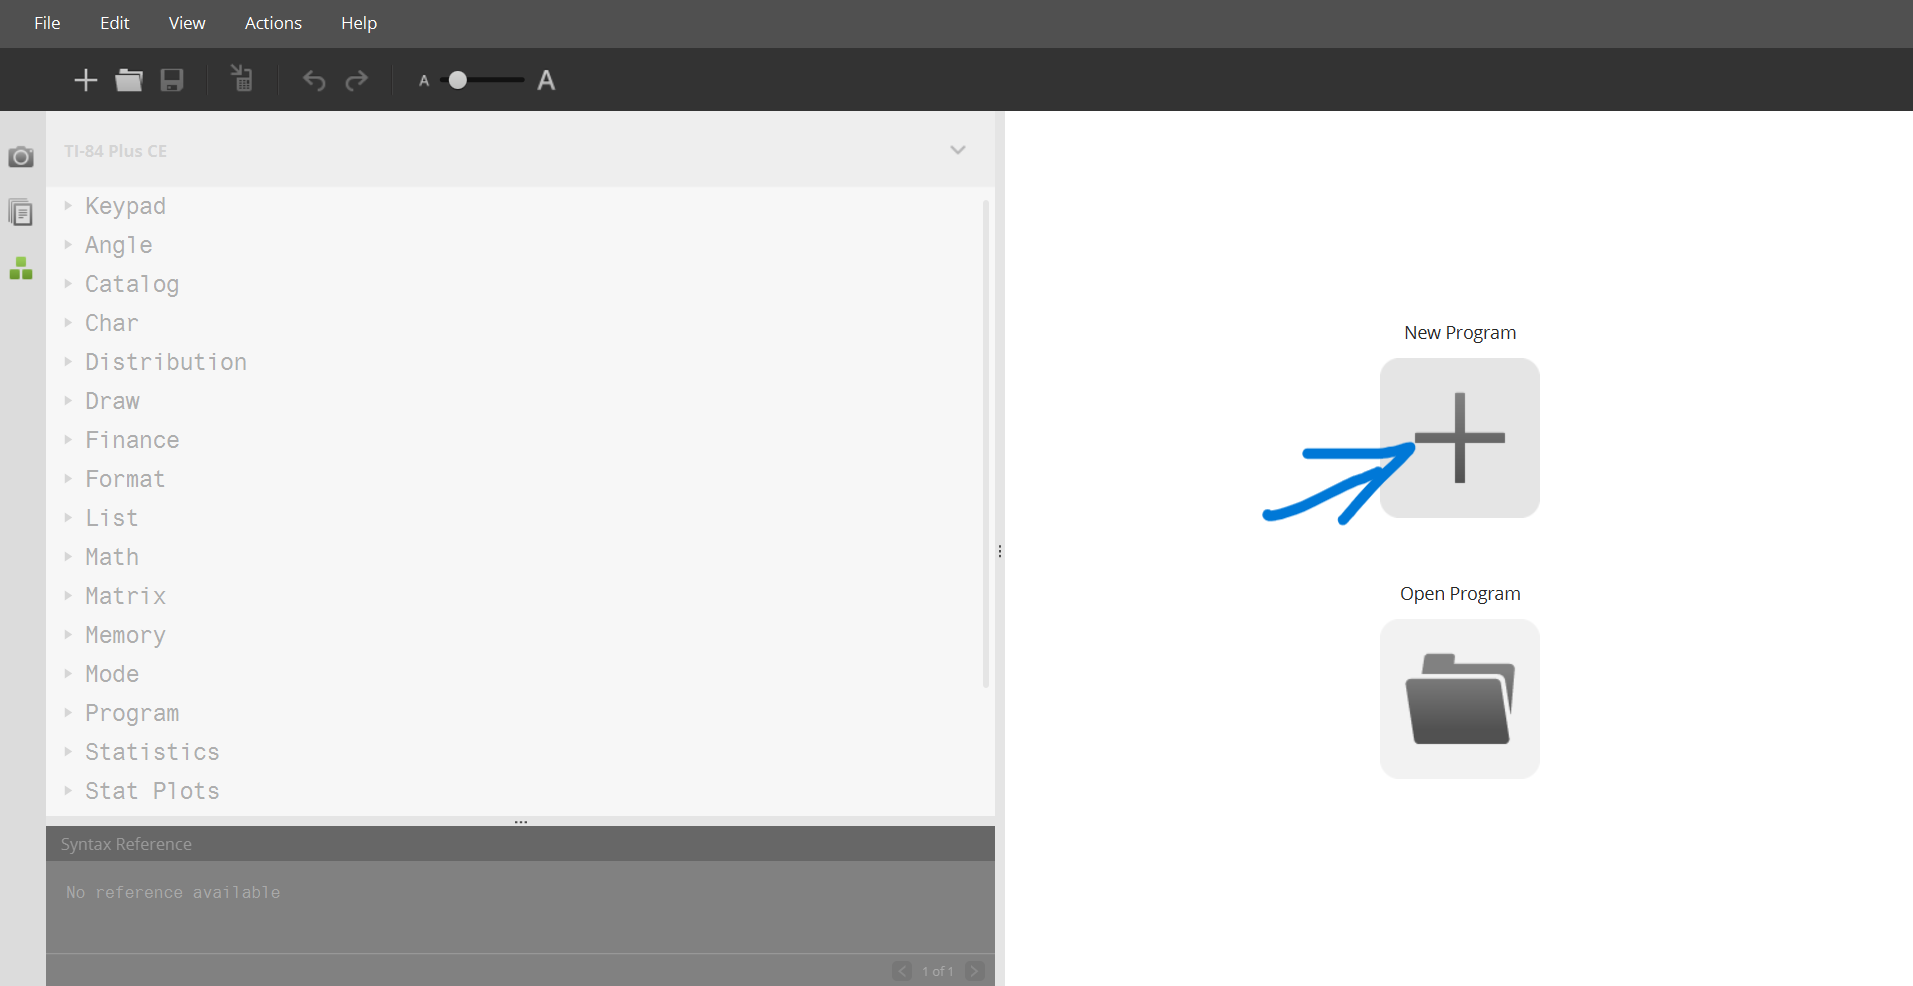 File Edit View Actions Help
A A
TI-84 Plus CE
Keypad
Angle
Catalog
Char
Distribution
Draw
Finance
Format
List
Math
Matrix
Memory
Mode
Program
Statistics
Stat Plots
Syntax Reference
No reference available
1 of 1
New Program
Open Program